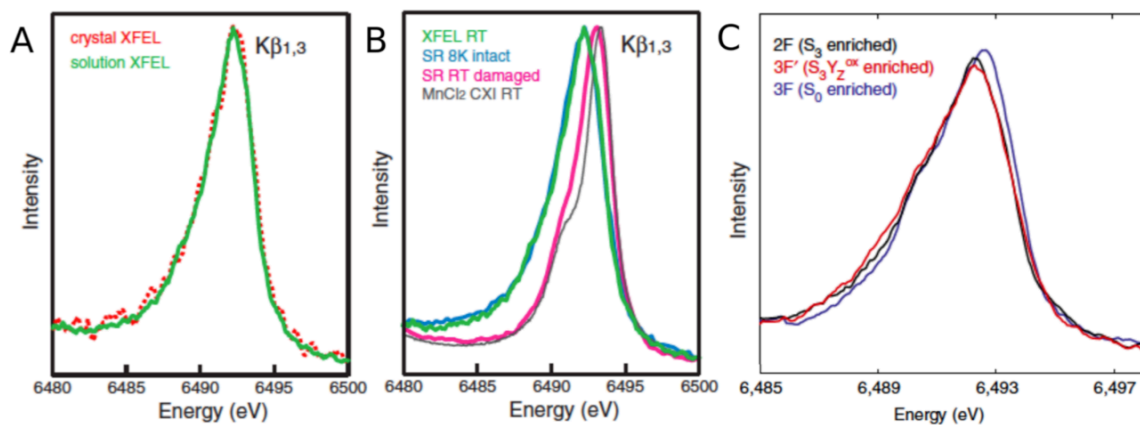 A
crystal XFEL
solution XFEL
Kβ1,3
Intensity
6480 6485 6490 6495 6500
Energy (eV)
B
XFEL RT
SR 8K intact
SR RT damaged
MnCl₂ CXI RT
Kβ1,3
Intensity
6480 6485 6490 6495 6500
Energy (eV)
C
2F (S₃ enriched)
3F′ (S₃Y_Z^ox enriched)
3F (S₀ enriched)
Intensity
6,485 6,489 6,493 6,497
Energy (eV)